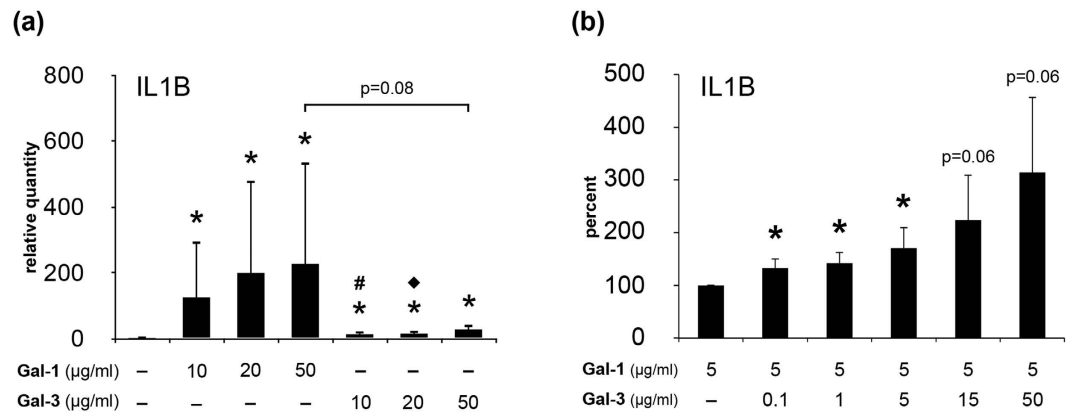 (a)
IL1B
relative quantity
800
600
400
200
0
p=0.08
*
*
*
#
*
◆
*
*
Gal-1 (µg/ml) – 10 20 50 – – –
Gal-3 (µg/ml) – – – – 10 20 50
(b)
IL1B
percent
500
400
300
200
100
0
*
*
*
p=0.06
p=0.06
Gal-1 (µg/ml) 5 5 5 5 5 5
Gal-3 (µg/ml) – 0.1 1 5 15 50